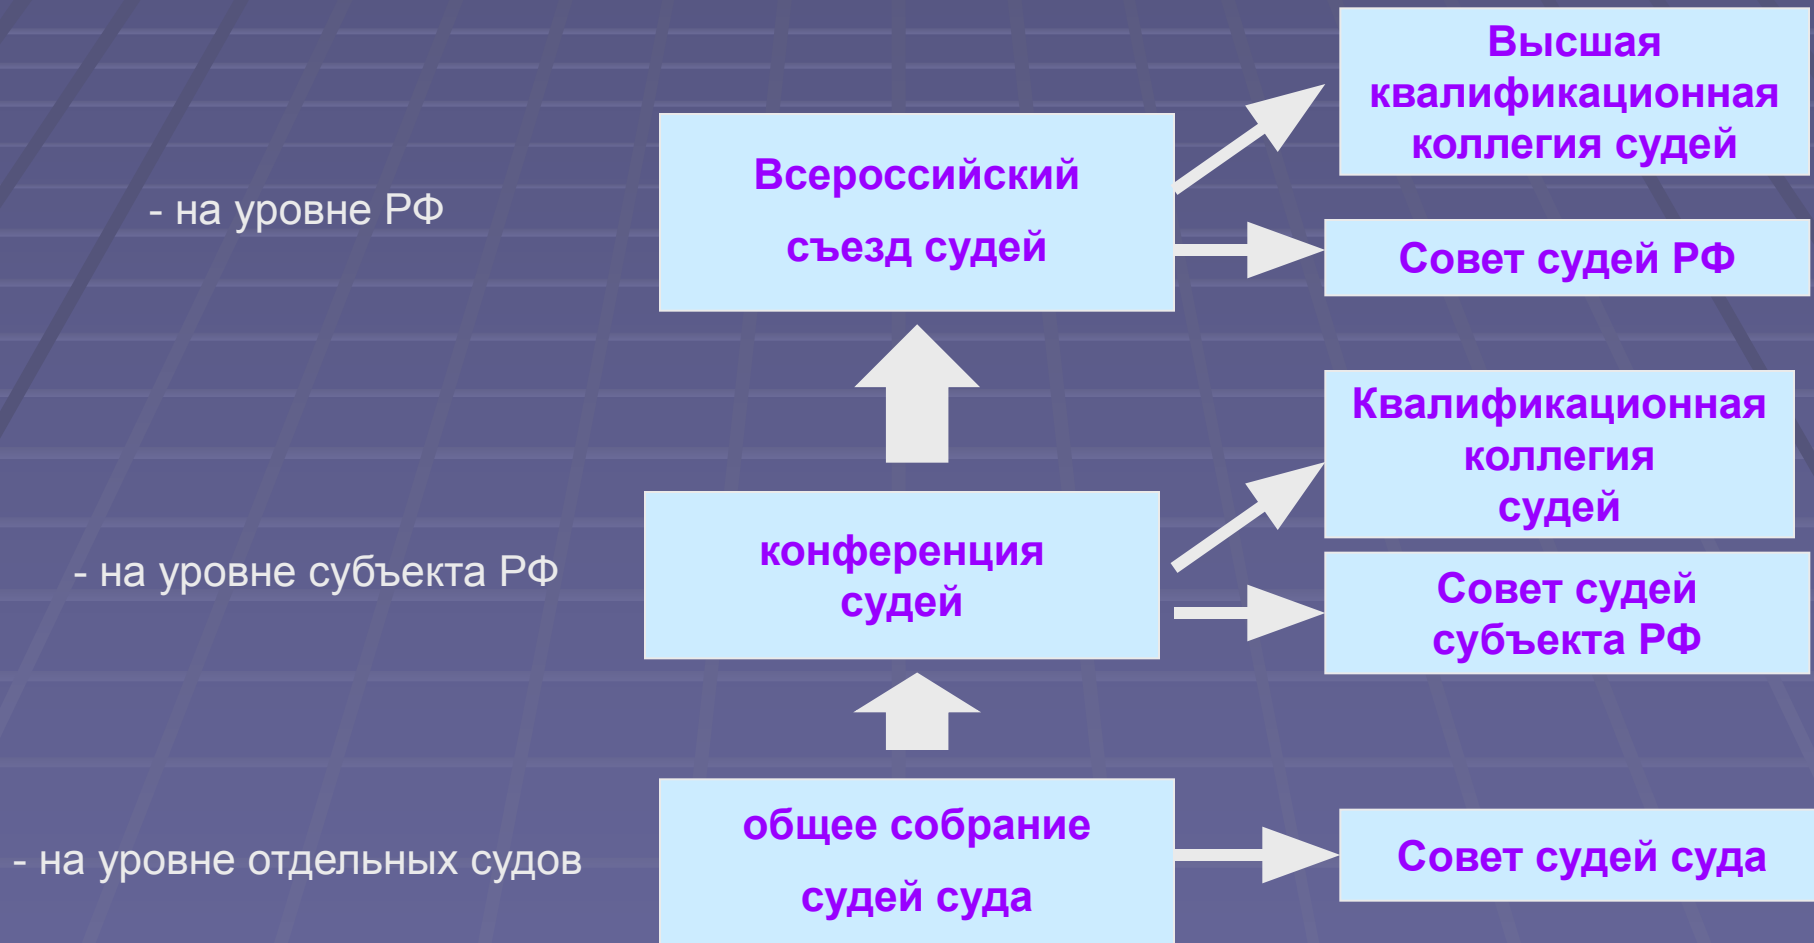 - на уровне РФ
Всероссийский
съезд судей
Высшая
квалификационная
коллегия судей
Совет судей РФ
- на уровне субъекта РФ
конференция
судей
Квалификационная
коллегия
судей
Совет судей
субъекта РФ
- на уровне отдельных судов
общее собрание
судей суда
Совет судей суда